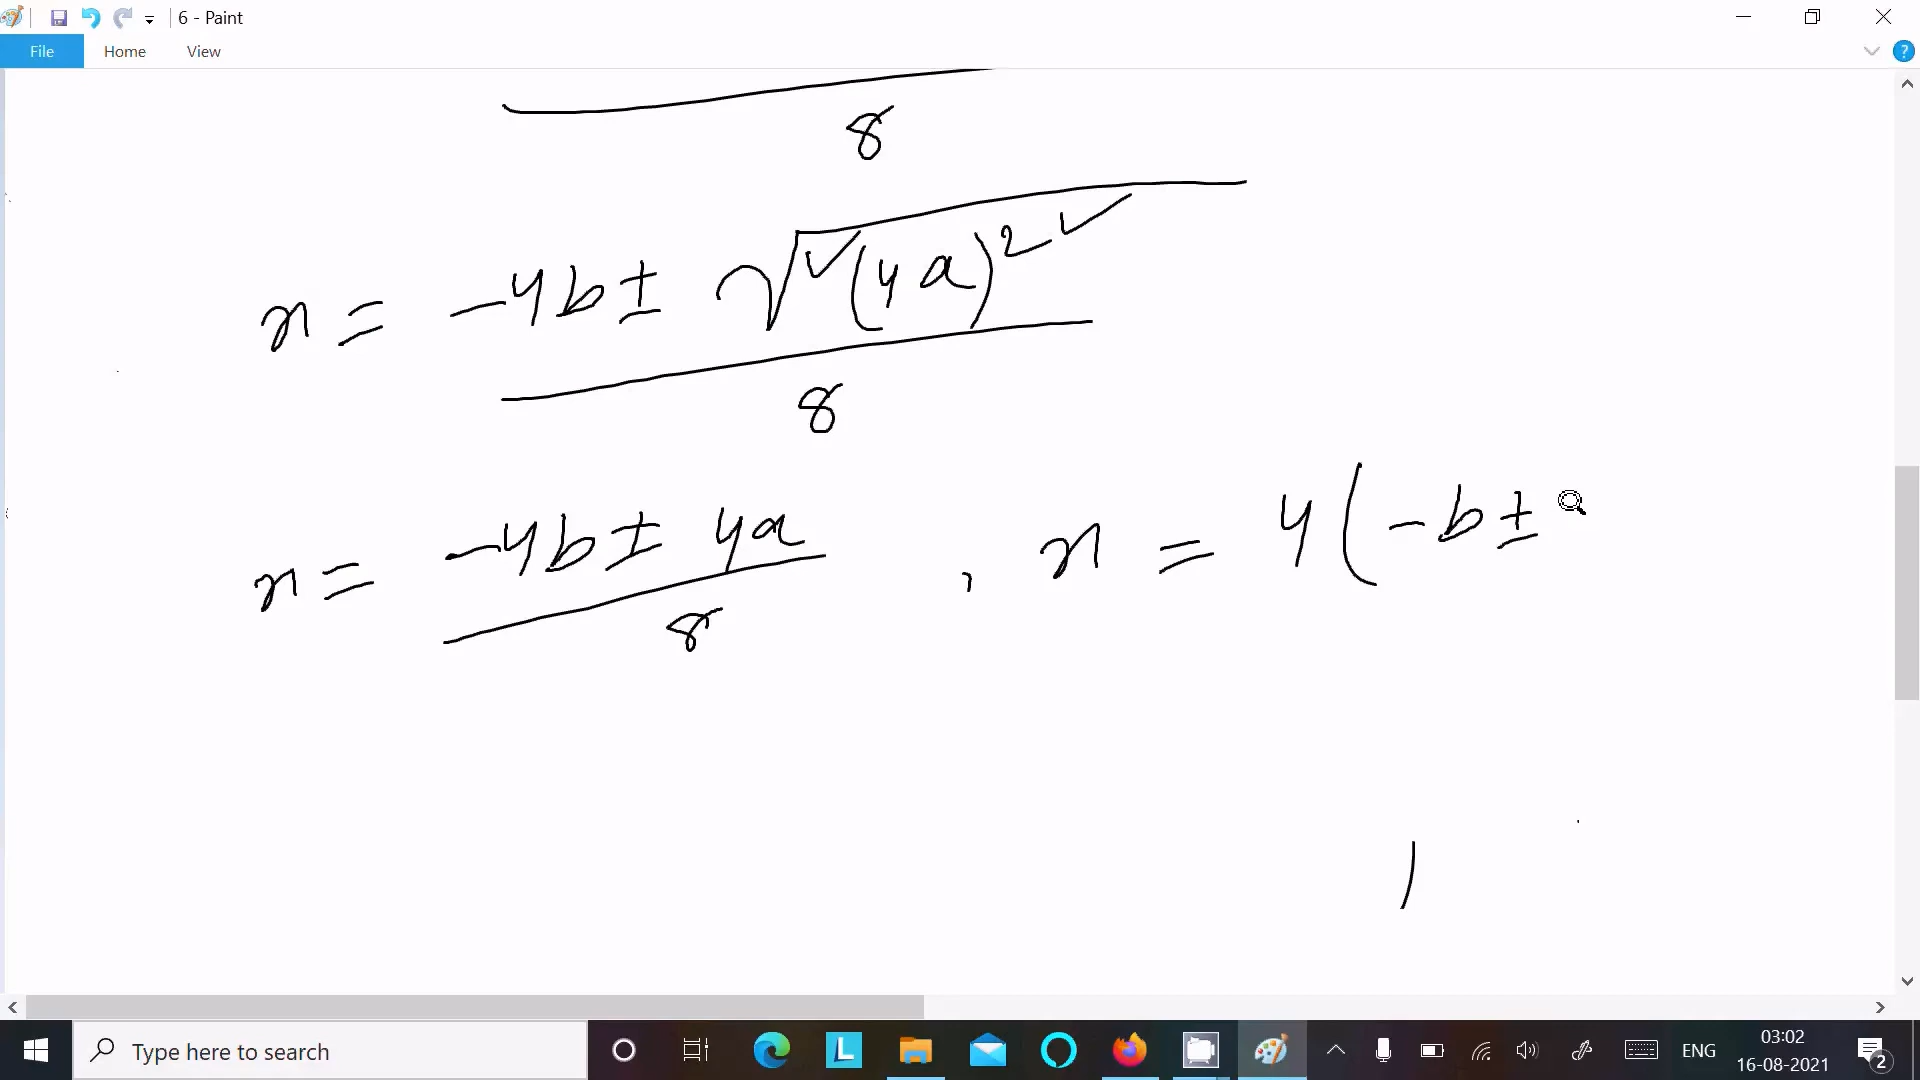 6 - Paint
File Home View
8
x = -4b ± √(4a)²
8
x = -4b ± 4a , x = 4(-b ±
8
Type here to search
L
ENG
03:02
16-08-2021
2